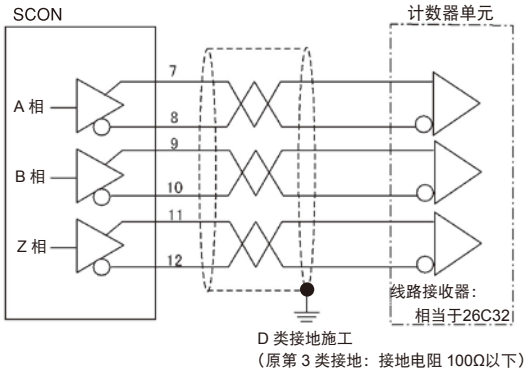 SCON
计数器单元
7
A 相
8
9
B 相
10
11
Z 相
12
线路接收器：
相当于26C32
D 类接地施工
（原第 3 类接地：接地电阻 100Ω以下）